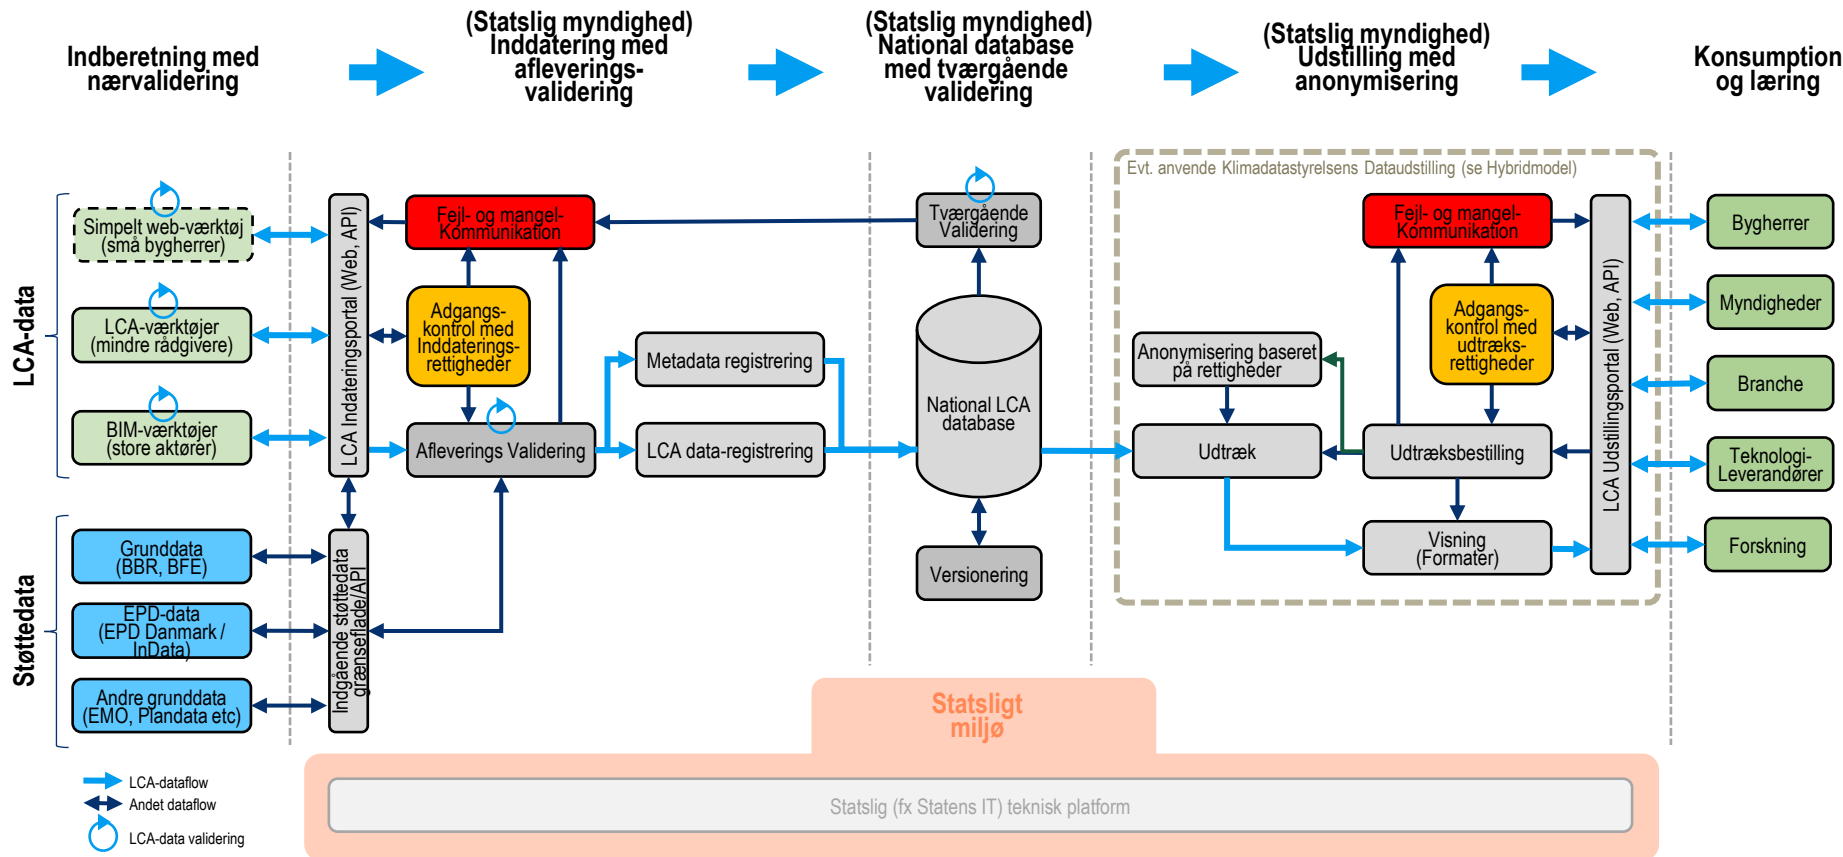 Indberetning med
nærvalidering
(Statslig myndighed)
Inddatering med
afleverings-
validering
(Statslig myndighed)
National database
med tværgående
validering
(Statslig myndighed)
Udstilling med
anonymisering
Konsumption
og læring
LCA-data
Simpelt web-værktøj
(små bygherrer)
LCA-værktøjer
(mindre rådgivere)
BIM-værktøjer
(store aktører)
Støttedata
Grunddata
(BBR, BFE)
EPD-data
(EPD Danmark /
InData)
Andre grunddata
(EMO, Plandata etc)
LCA Indateringsportal (Web, API)
Indgående støttedata
grænseflade/API
Fejl- og mangel-
Kommunikation
Adgangs-
kontrol med
Inddaterings-
rettigheder
Afleverings Validering
Metadata registrering
LCA data-registrering
Tværgående
Validering
National LCA
database
Versionering
Evt. anvende Klimadatastyrelsens Dataudstilling (se Hybridmodel)
Fejl- og mangel-
Kommunikation
Adgangs-
kontrol med
udtræks-
rettigheder
Anonymisering baseret
på rettigheder
Udtræk
Udtræksbestilling
Visning
(Formater)
LCA Udstillingsportal (Web, API)
Bygherrer
Myndigheder
Branche
Teknologi-
Leverandører
Forskning
Statsligt
miljø
Statslig (fx Statens IT) teknisk platform
LCA-dataflow
Andet dataflow
LCA-data validering